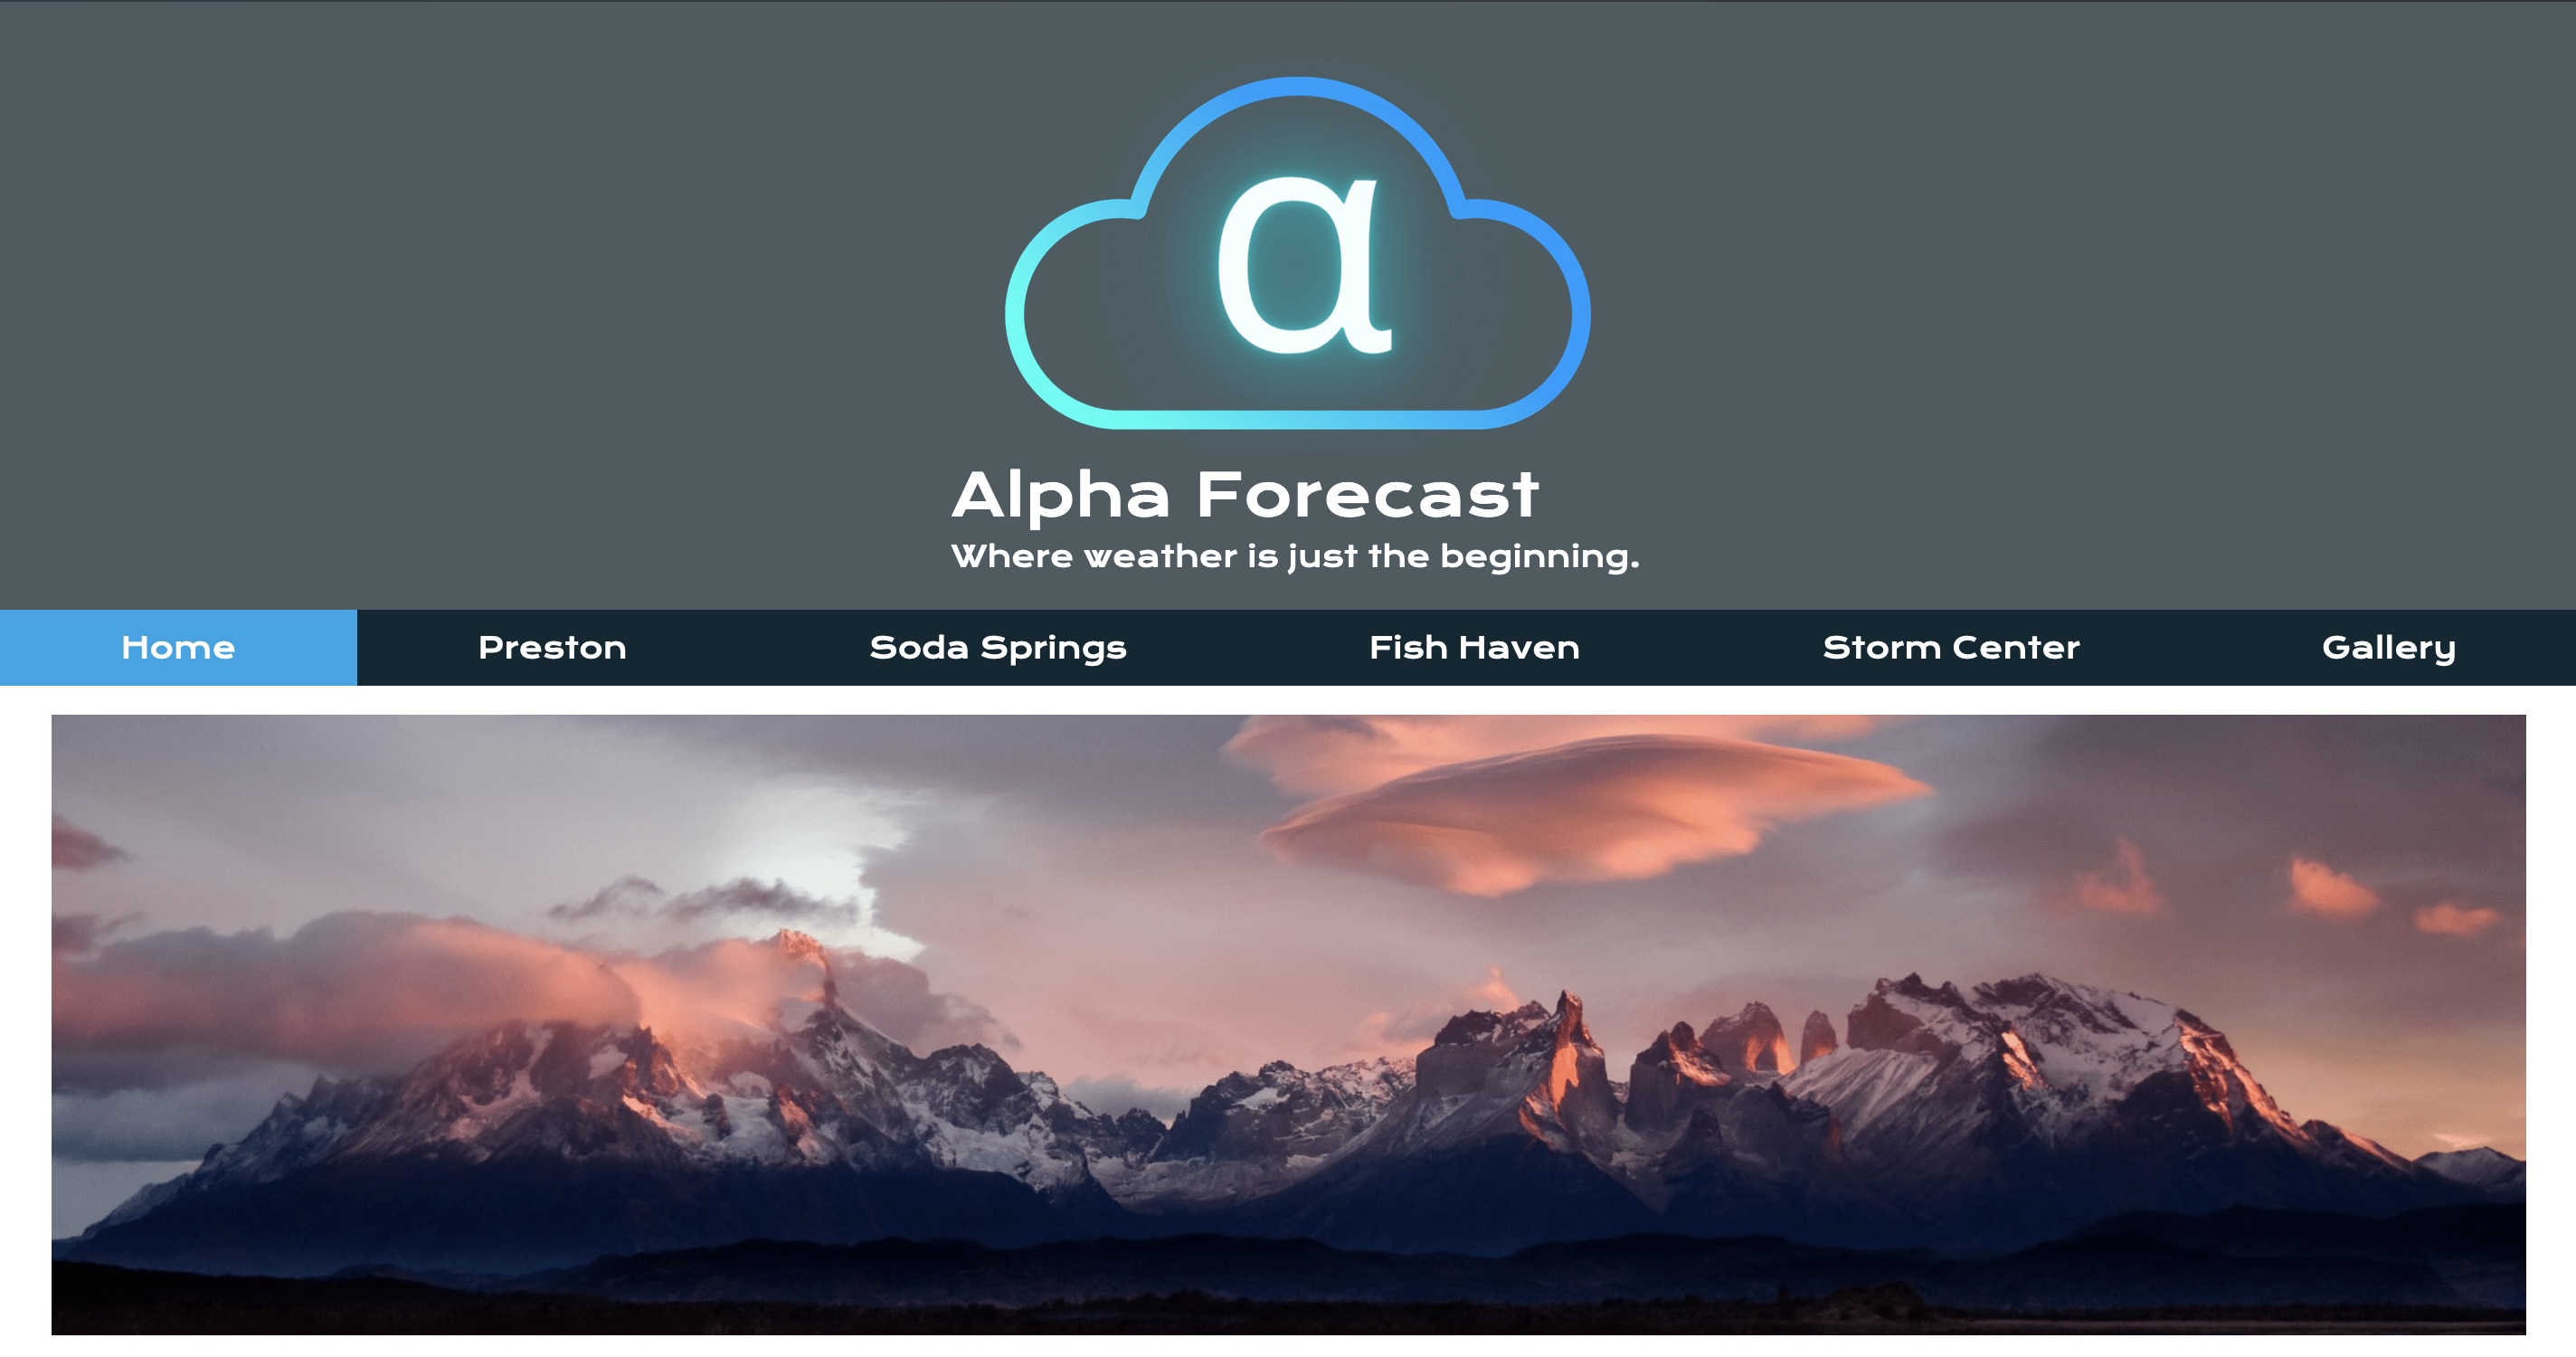 α
Alpha Forecast
Where weather is just the beginning.
Home
Preston
Soda Springs
Fish Haven
Storm Center
Gallery